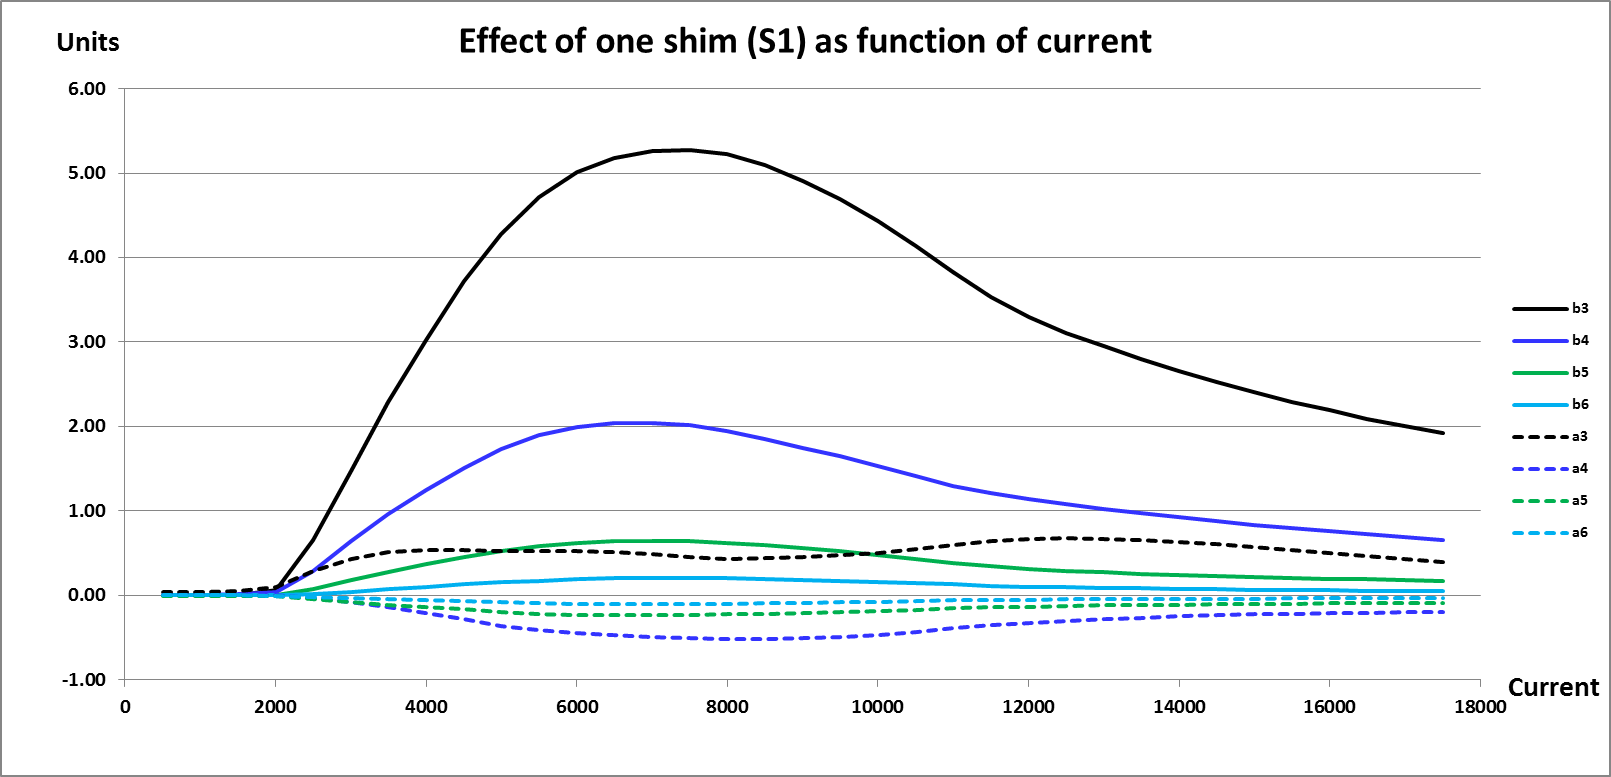 Effect of one shim (S1) as function of current
Units
6.00
5.00
4.00
3.00
2.00
1.00
0.00
-1.00
0 2000 4000 6000 8000 10000 12000 14000 16000 18000
Current
b3
b4
b5
b6
a3
a4
a5
a6